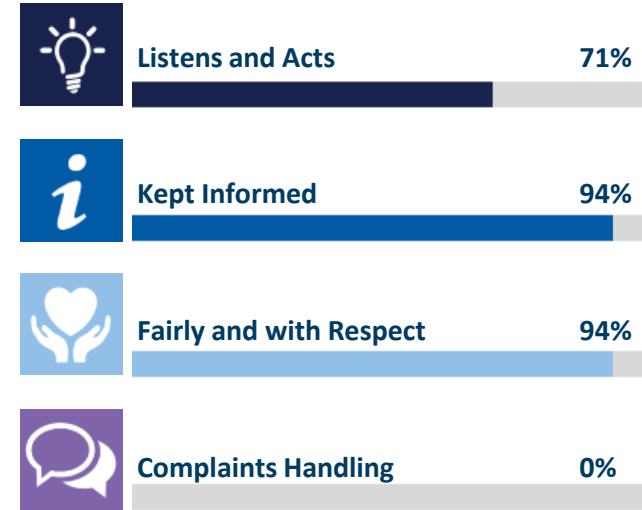 Listens and Acts 71%
Kept Informed 94%
Fairly and with Respect 94%
Complaints Handling 0%